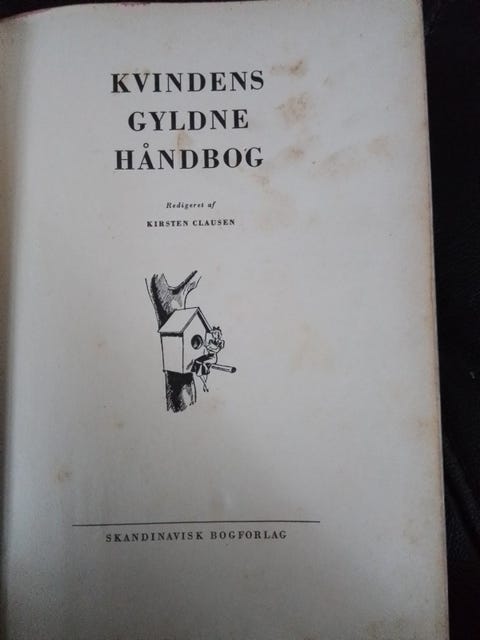 KVINDENS
GYLDNE
HÅNDBOG
Redigeret af
KIRSTEN CLAUSEN
SKANDINAVISK BOGFORLAG